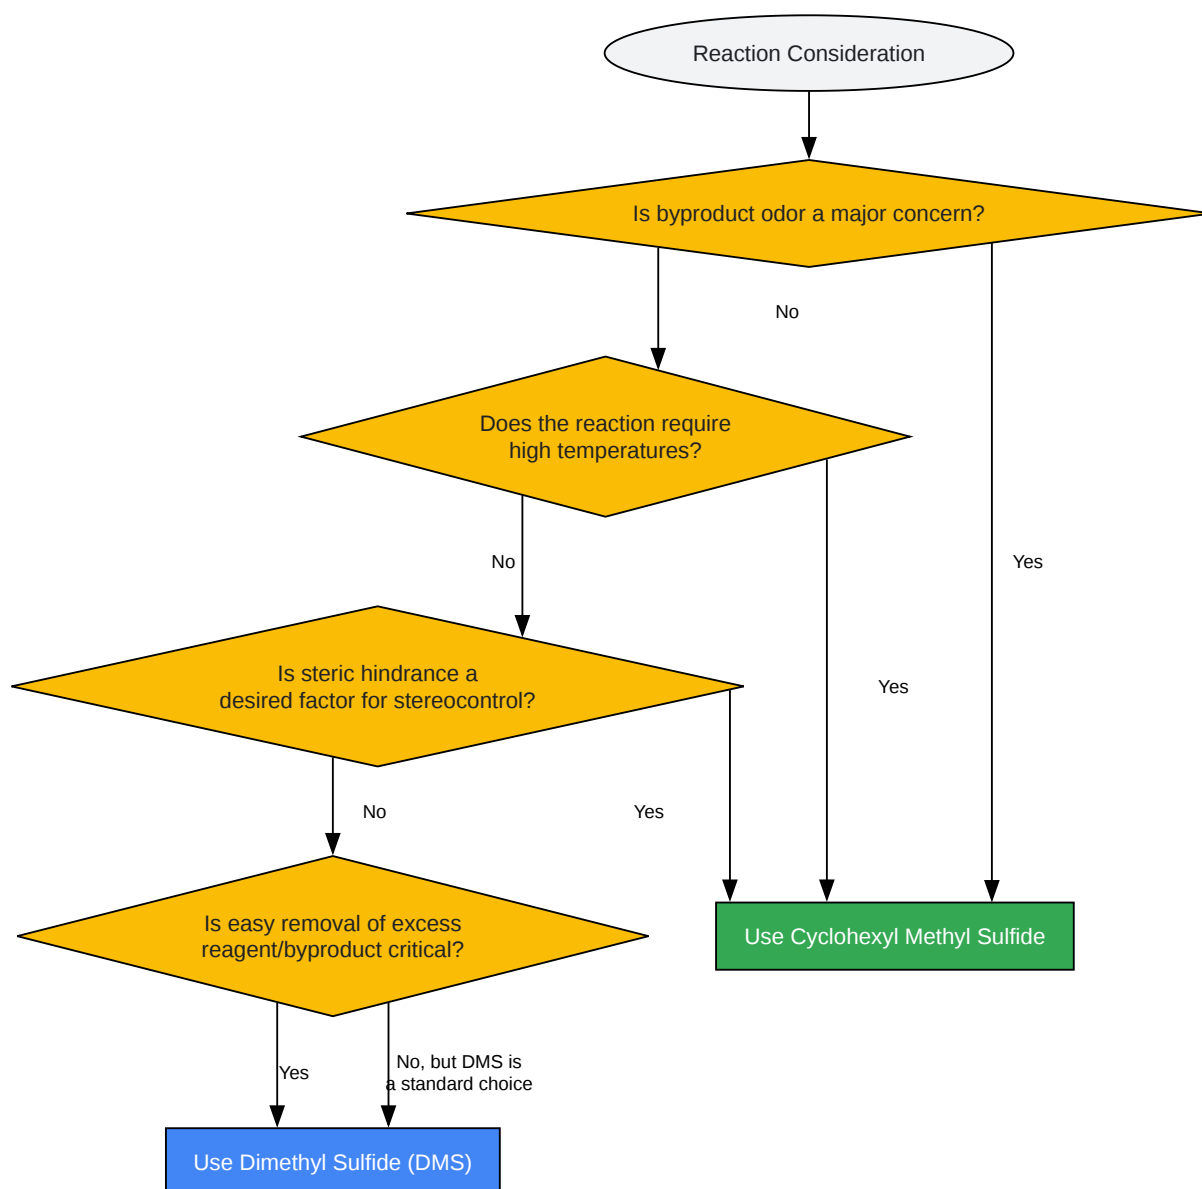 Reaction Consideration
Is byproduct odor a major concern?
No
Does the reaction require
high temperatures?
No
Yes
Is steric hindrance a
desired factor for stereocontrol?
Yes
No
Yes
Is easy removal of excess
reagent/byproduct critical?
Use Cyclohexyl Methyl Sulfide
Yes
No, but DMS is
a standard choice
Use Dimethyl Sulfide (DMS)